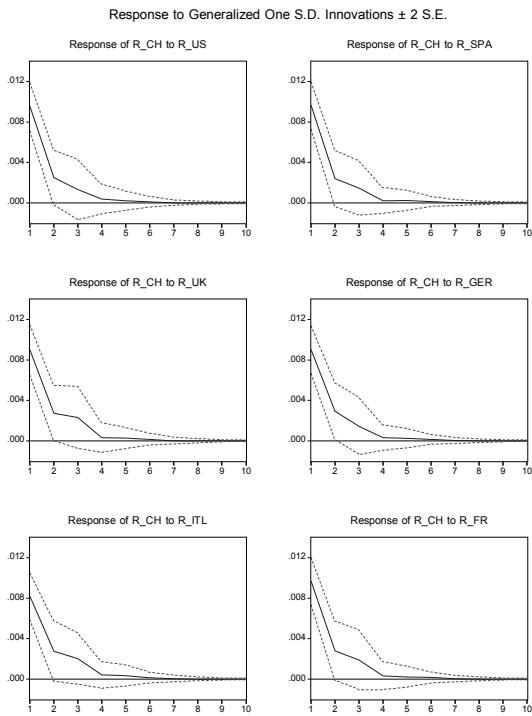 Response to Generalized One S.D. Innovations ± 2 S.E.
Response of R_CH to R_US
.012
.008
.004
.000
1 2 3 4 5 6 7 8 9 10
Response of R_CH to R_SPA
.012
.008
.004
.000
1 2 3 4 5 6 7 8 9 10
Response of R_CH to R_UK
.012
.008
.004
.000
1 2 3 4 5 6 7 8 9 10
Response of R_CH to R_GER
.012
.008
.004
.000
1 2 3 4 5 6 7 8 9 10
Response of R_CH to R_ITL
.012
.008
.004
.000
1 2 3 4 5 6 7 8 9 10
Response of R_CH to R_FR
.012
.008
.004
.000
1 2 3 4 5 6 7 8 9 10